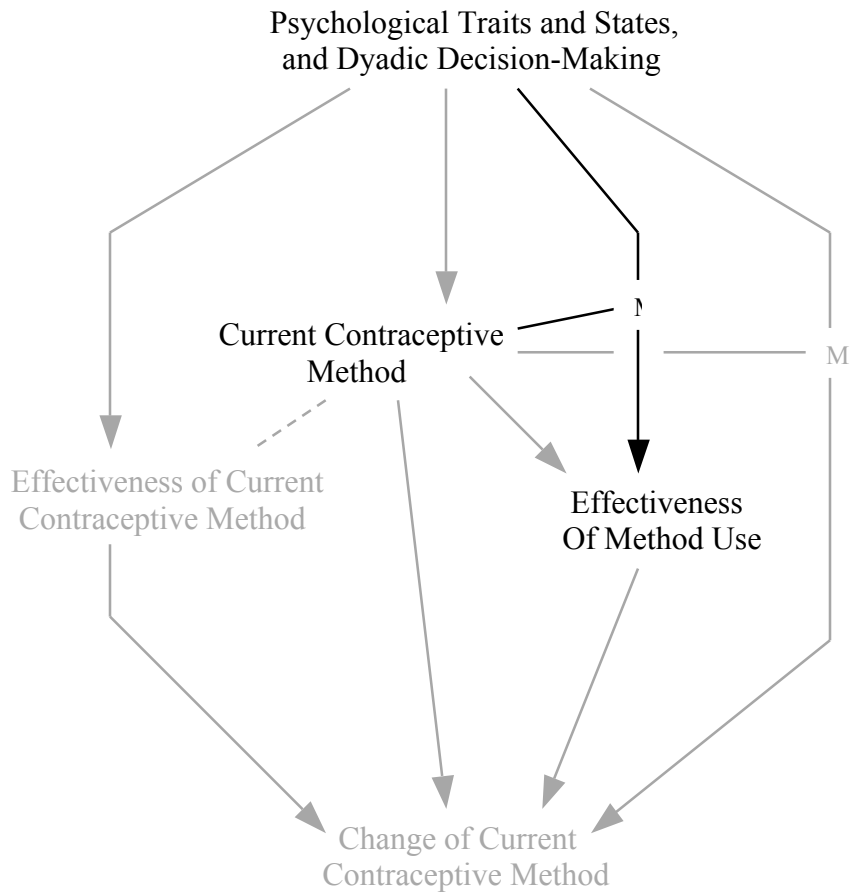 Psychological Traits and States,
and Dyadic Decision-Making
M
Current Contraceptive
Method
M
Effectiveness of Current
Contraceptive Method
Effectiveness
Of Method Use
Change of Current
Contraceptive Method